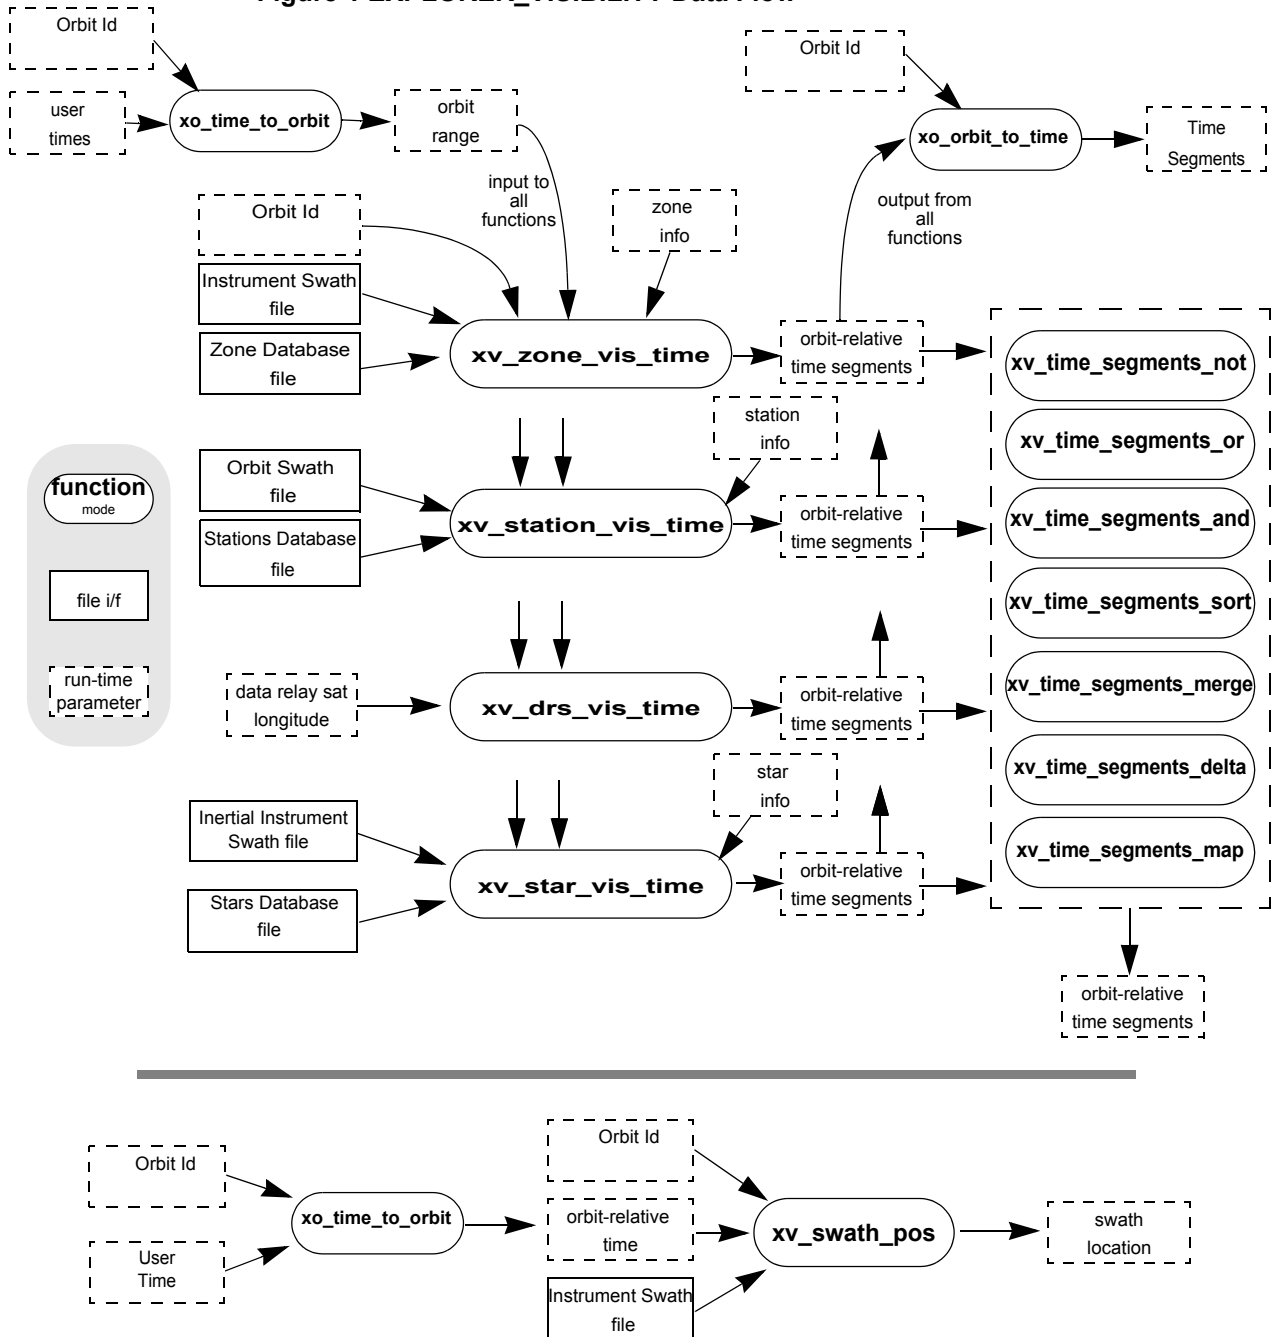 Orbit Id
Orbit Id
user
times
xo_time_to_orbit
orbit
range
xo_orbit_to_time
Time
Segments
input to
all
functions
output from
all
functions
Orbit Id
zone
info
Instrument Swath
file
Zone Database
file
xv_zone_vis_time
orbit-relative
time segments
xv_time_segments_not
station
info
xv_time_segments_or
Orbit Swath
file
function
mode
Stations Database
file
xv_station_vis_time
orbit-relative
time segments
xv_time_segments_and
file i/f
xv_time_segments_sort
run-time
parameter
data relay sat
longitude
xv_drs_vis_time
orbit-relative
time segments
xv_time_segments_merge
star
info
xv_time_segments_delta
Inertial Instrument
Swath file
Stars Database
file
xv_star_vis_time
orbit-relative
time segments
xv_time_segments_map
orbit-relative
time segments
Orbit Id
Orbit Id
xo_time_to_orbit
orbit-relative
time
xv_swath_pos
swath
location
User
Time
Instrument Swath
file